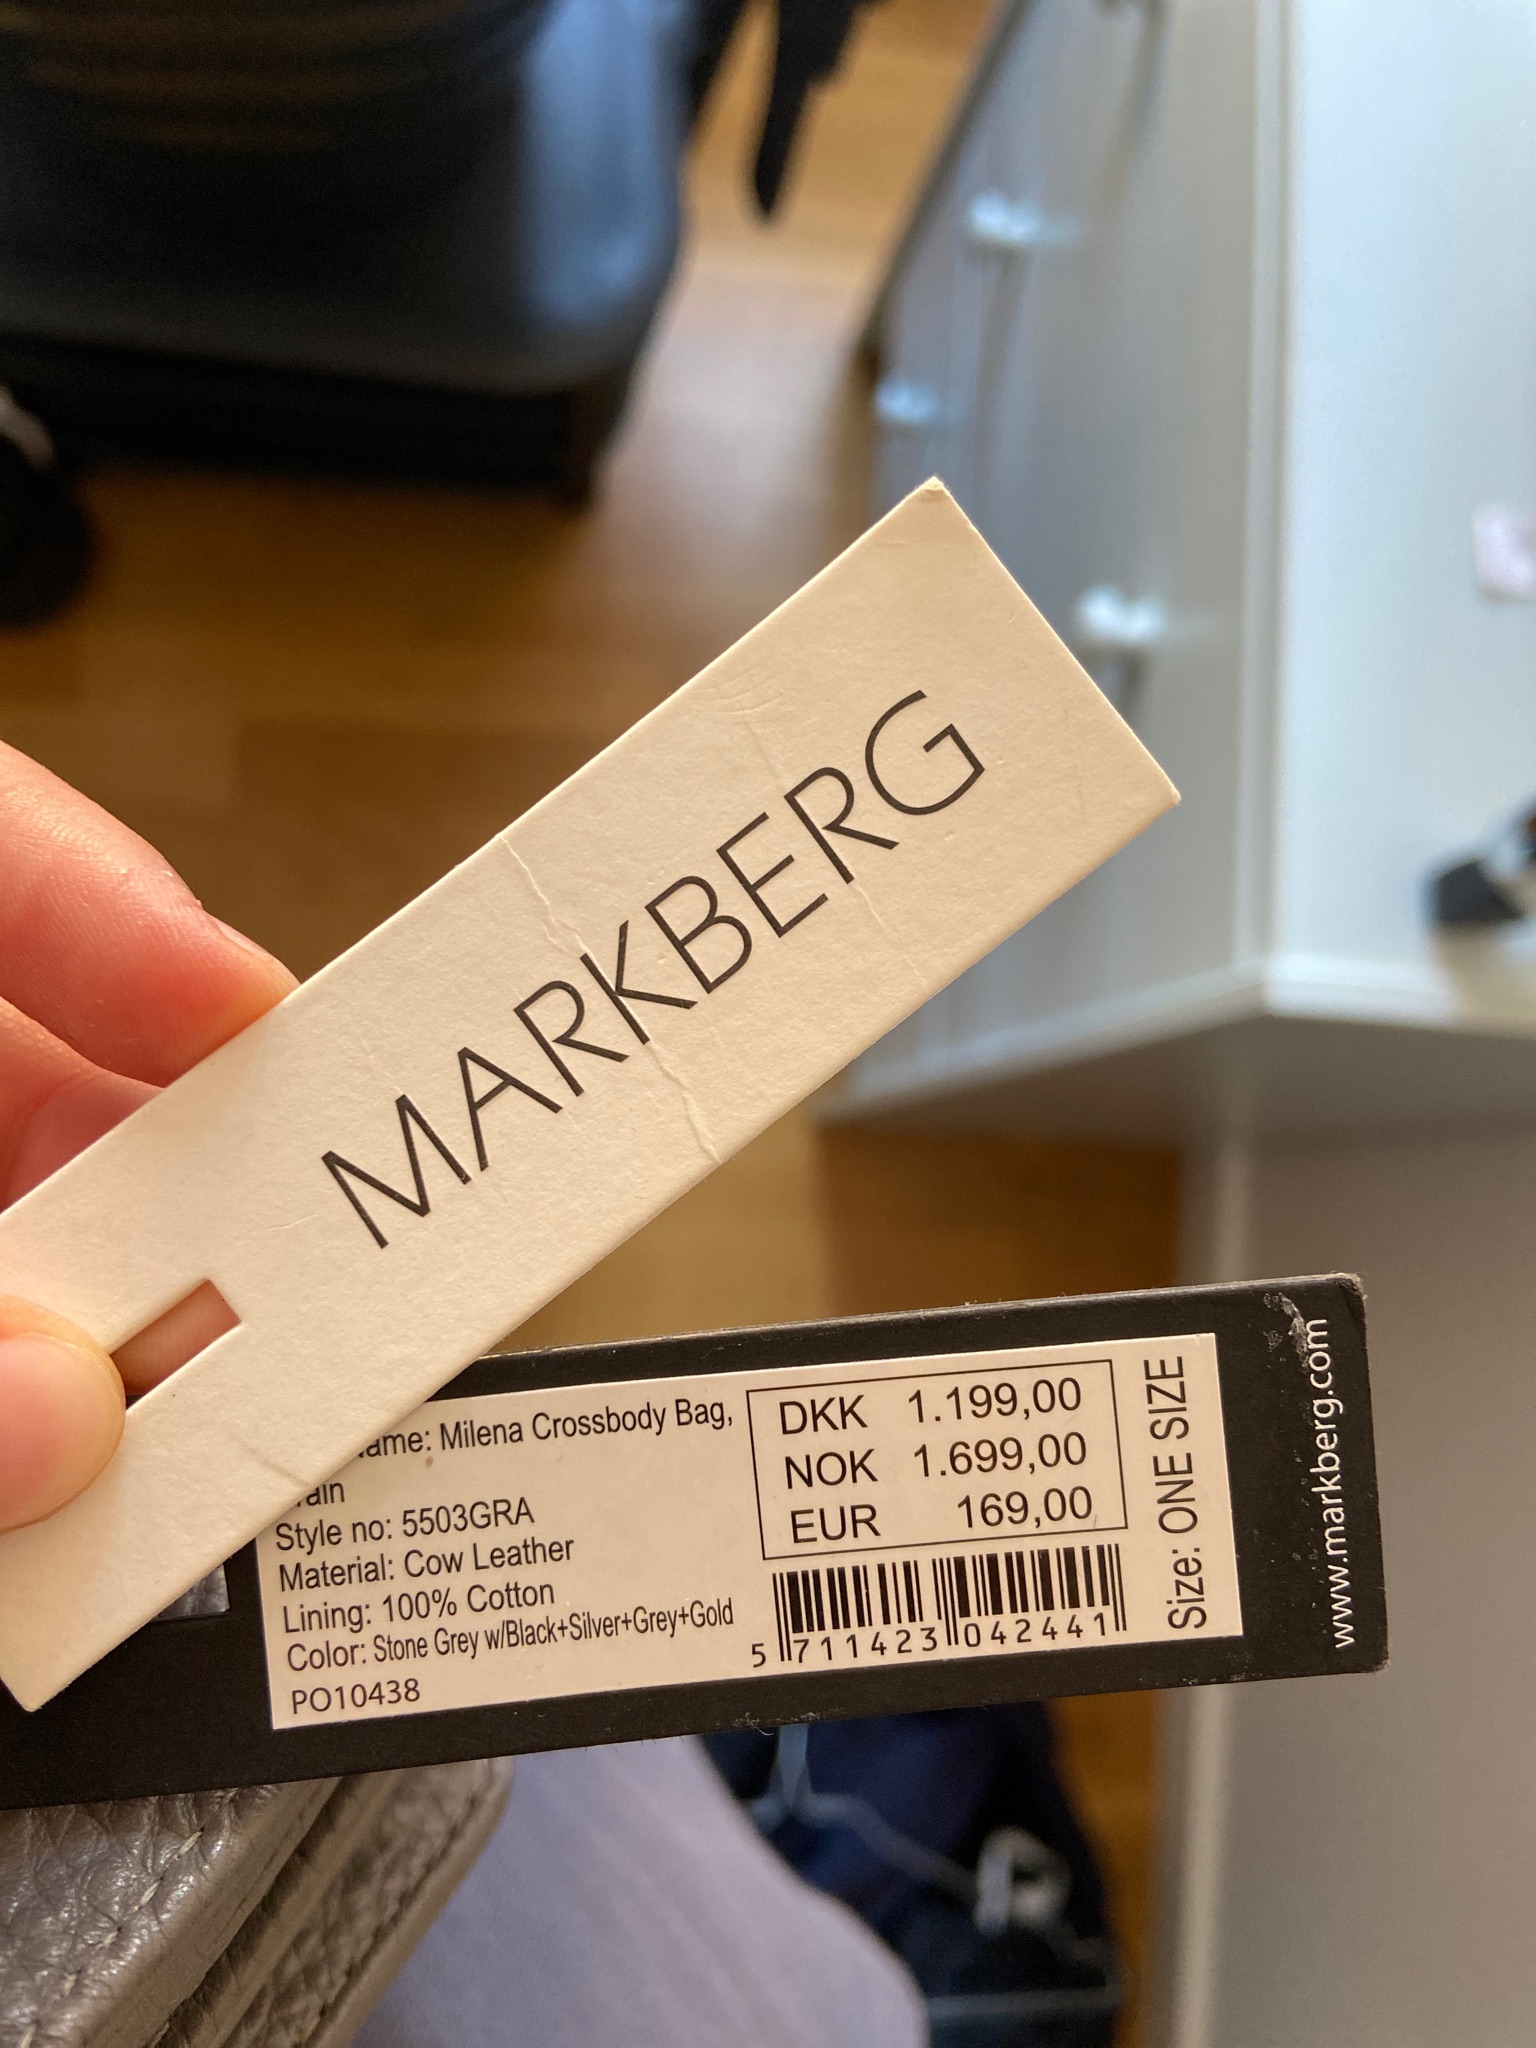 MARKBERG
Milena Crossbody Bag,
Style no: 5503GRA
Material: Cow Leather
Lining: 100% Cotton
Color: Stone Grey w/Black+Silver+Grey+Gold
PO10438
DKK 1.199,00
NOK 1.699,00
EUR 169,00
5 711423 042441
Size: ONE SIZE
www.markberg.com